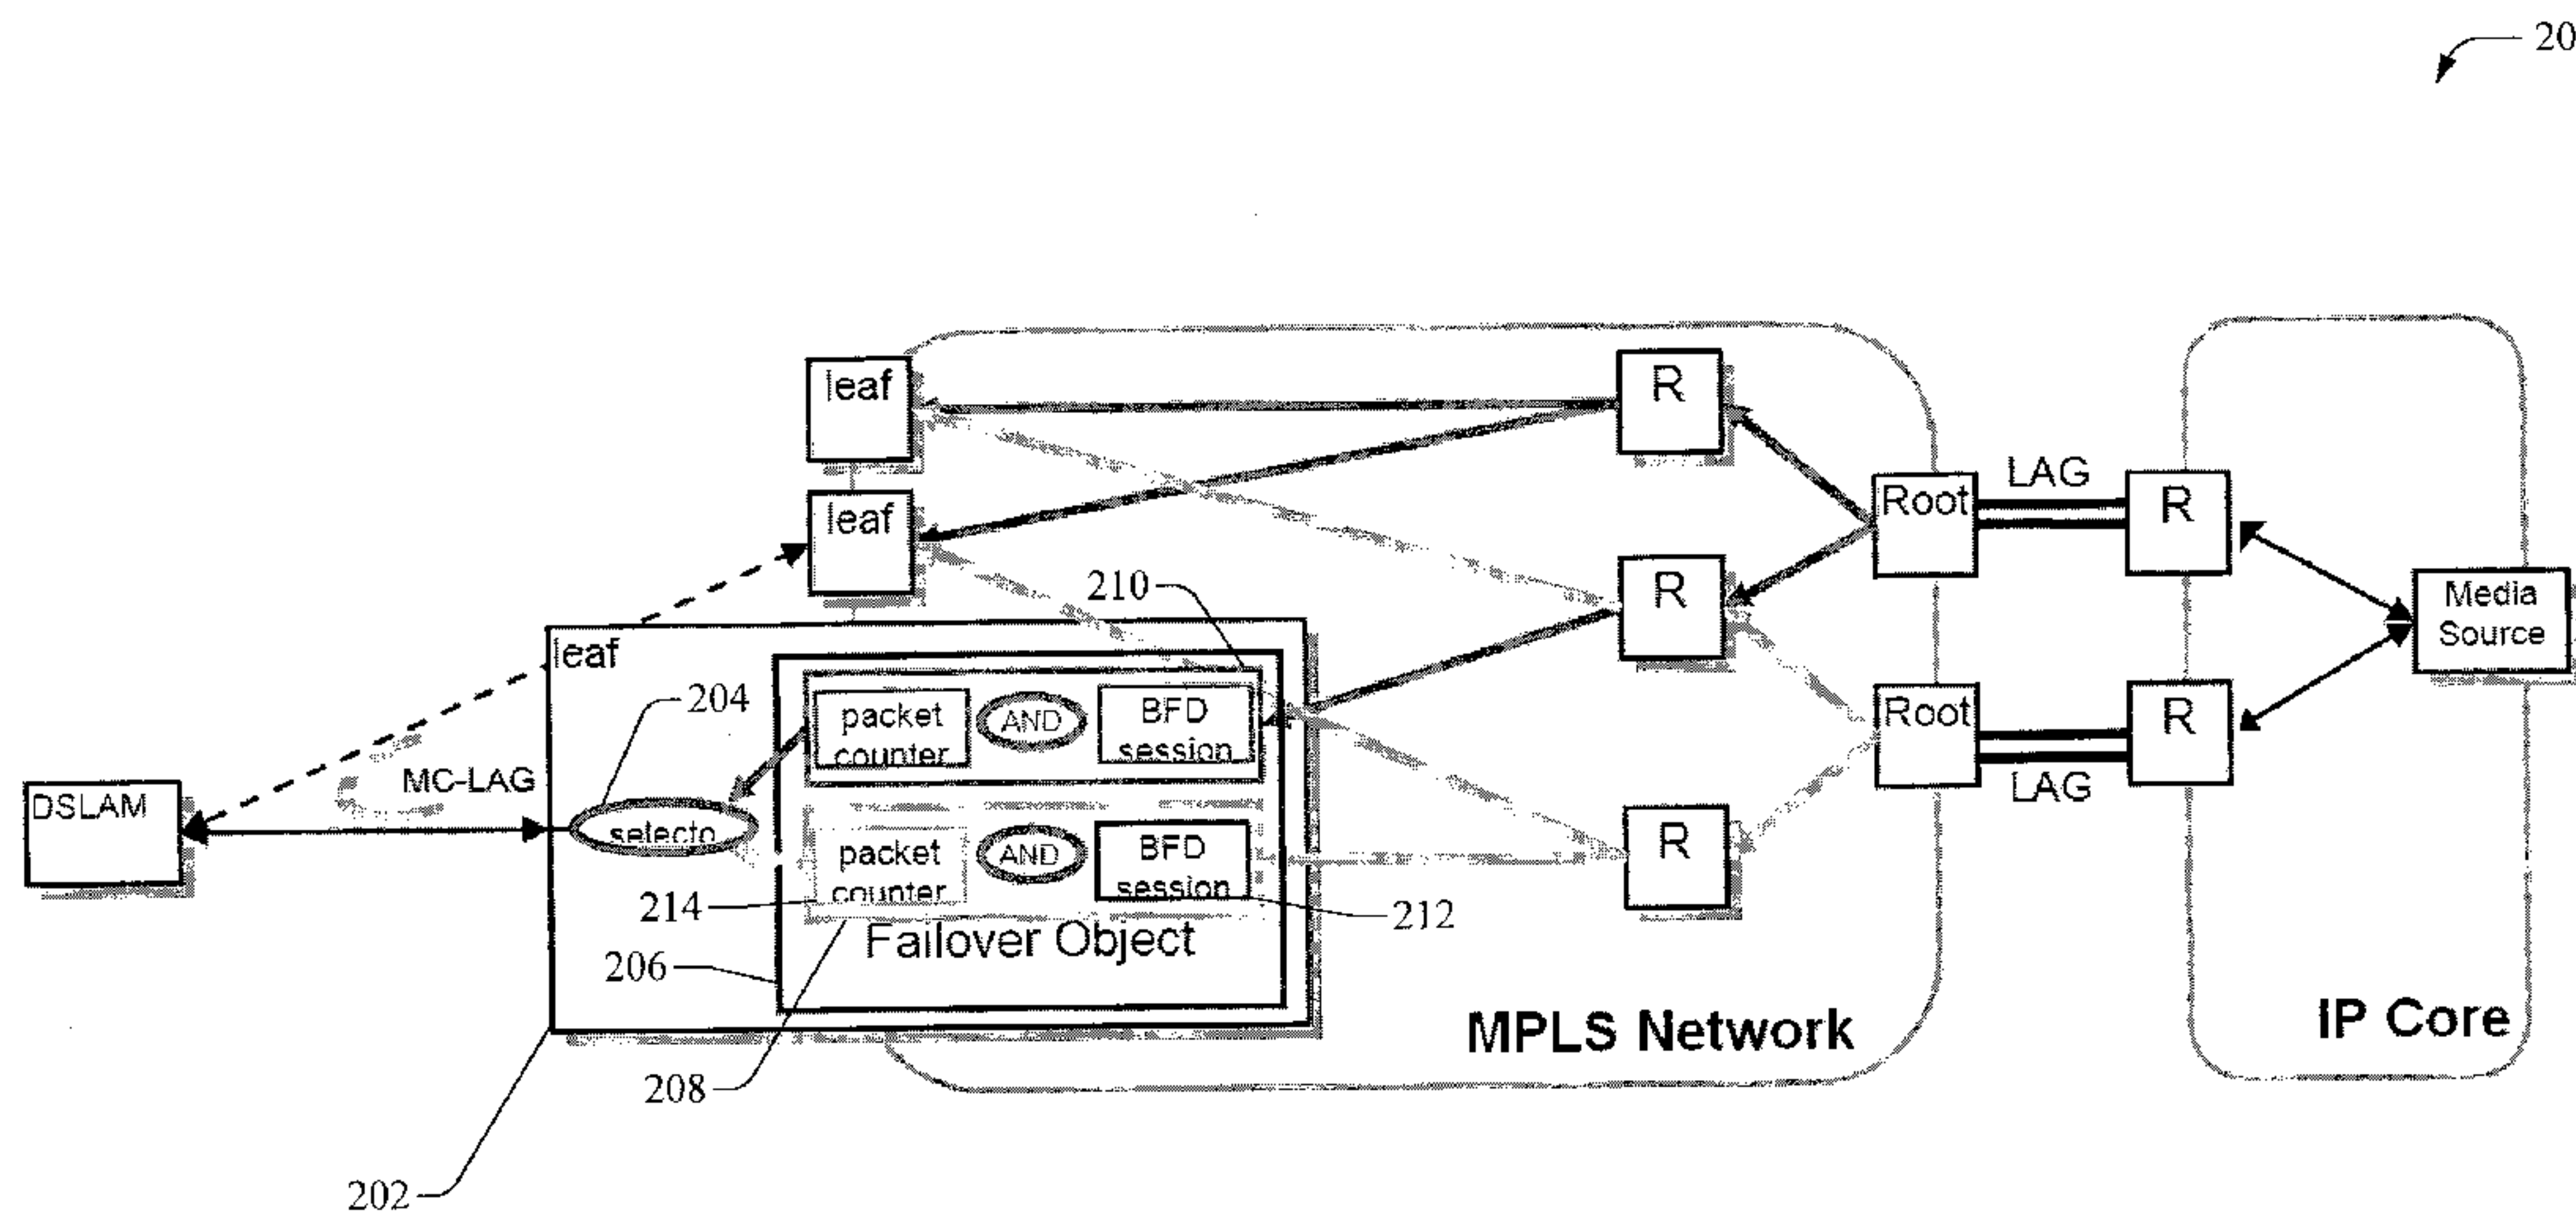 20
leaf
R
LAG
Root
R
leaf
210
R
Media
Source
leaf
204
packet
counter
AND
BFD
session
Root
R
MC-LAG
LAG
DSLAM
selecto
packet
counter
AND
BFD
session
R
214
212
Failover Object
206
MPLS Network
IP Core
208
202